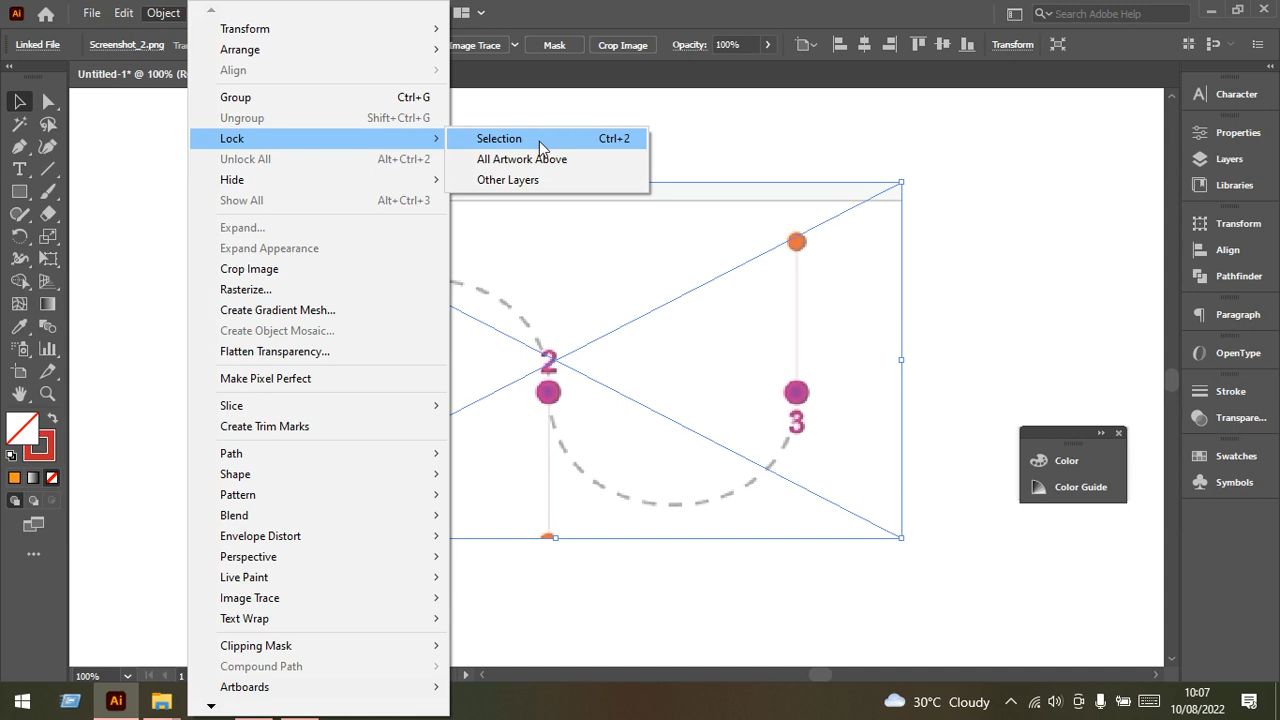 Ai
File
Edit
Object
Search Adobe Help
Linked File
Screenshot_2.png
Image Trace
Mask
Crop Image
Opacity:
100%
Transform
Untitled-1* @ 100%
Transform
Arrange
Align
Group Ctrl+G
Ungroup Shift+Ctrl+G
Lock
Unlock All Alt+Ctrl+2
Hide
Show All Alt+Ctrl+3
Expand...
Expand Appearance
Crop Image
Rasterize...
Create Gradient Mesh...
Create Object Mosaic...
Flatten Transparency...
Make Pixel Perfect
Slice
Create Trim Marks
Path
Shape
Pattern
Blend
Envelope Distort
Perspective
Live Paint
Image Trace
Text Wrap
Clipping Mask
Compound Path
Artboards
Selection Ctrl+2
All Artwork Above
Other Layers
2
3
Color
Color Guide
Character
Properties
Layers
Libraries
Transform
Align
Pathfinder
Paragraph
OpenType
Stroke
Transpare...
Swatches
Symbols
100%
1
Ai
30°C Cloudy
10:07
10/08/2022